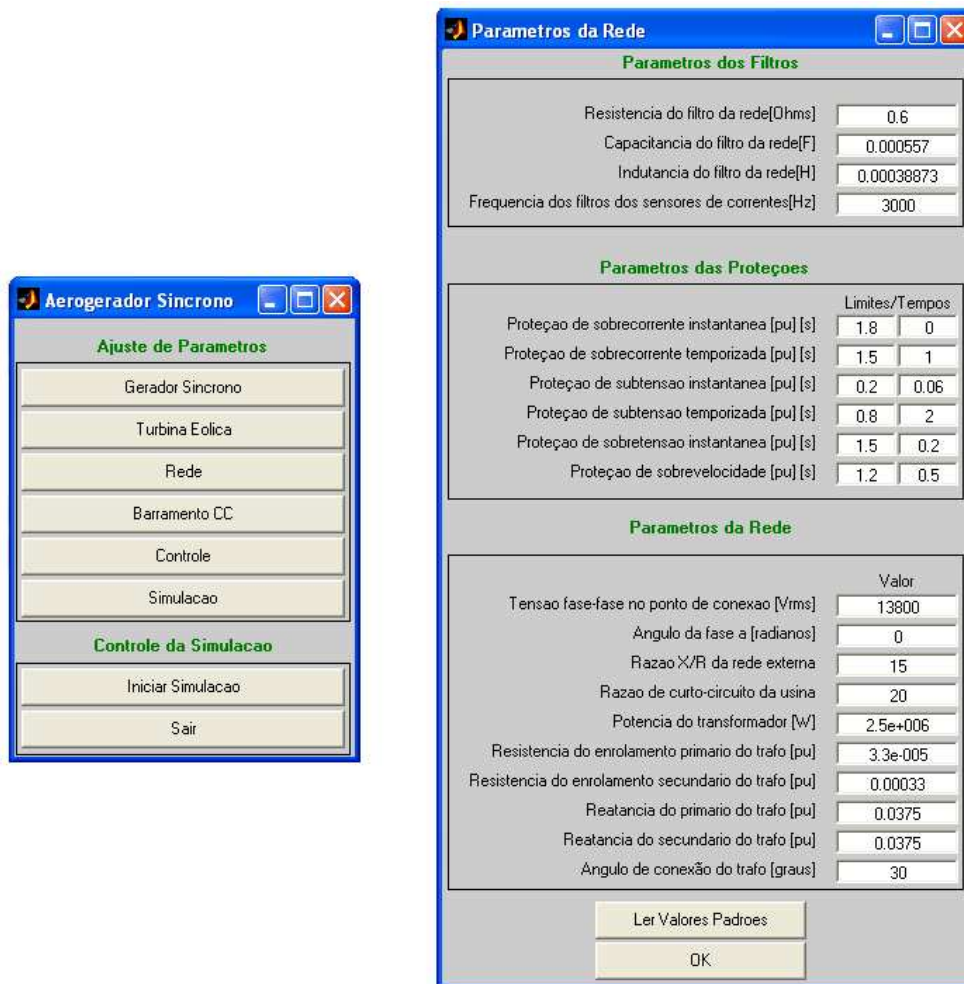 Aerogerador Sincrono
Ajuste de Parametros
Gerador Sincrono
Turbina Eolica
Rede
Barramento CC
Controle
Simulacao
Controle da Simulacao
Iniciar Simulacao
Sair
Parametros da Rede
Parametros dos Filtros
Resistencia do filtro da rede[Ohms] 0.6
Capacitancia do filtro da rede[F] 0.000557
Indutancia do filtro da rede[H] 0.00038873
Frequencia dos filtros dos sensores de correntes[Hz] 3000
Parametros das Proteçoes
Limites/Tempos
Proteçao de sobrecorrente instantanea [pu] [s] 1.8 0
Proteçao de sobrecorrente temporizada [pu] [s] 1.5 1
Proteçao de subtensao instantanea [pu] [s] 0.2 0.06
Proteçao de subtensao temporizada [pu] [s] 0.8 2
Proteçao de sobretensao instantanea [pu] [s] 1.5 0.2
Proteçao de sobrevelocidade [pu] [s] 1.2 0.5
Parametros da Rede
Valor
Tensao fase-fase no ponto de conexao [Vrms] 13800
Angulo da fase a [radianos] 0
Razao X/R da rede externa 15
Razao de curto-circuito da usina 20
Potencia do transformador [W] 2.5e+006
Resistencia do enrolamento primario do trafo [pu] 3.3e-005
Resistencia do enrolamento secundário do trafo [pu] 0.00033
Reatancia do primario do trafo [pu] 0.0375
Reatancia do secundário do trafo [pu] 0.0375
Angulo de conexão do trafo [graus] 30
Ler Valores Padroes
OK